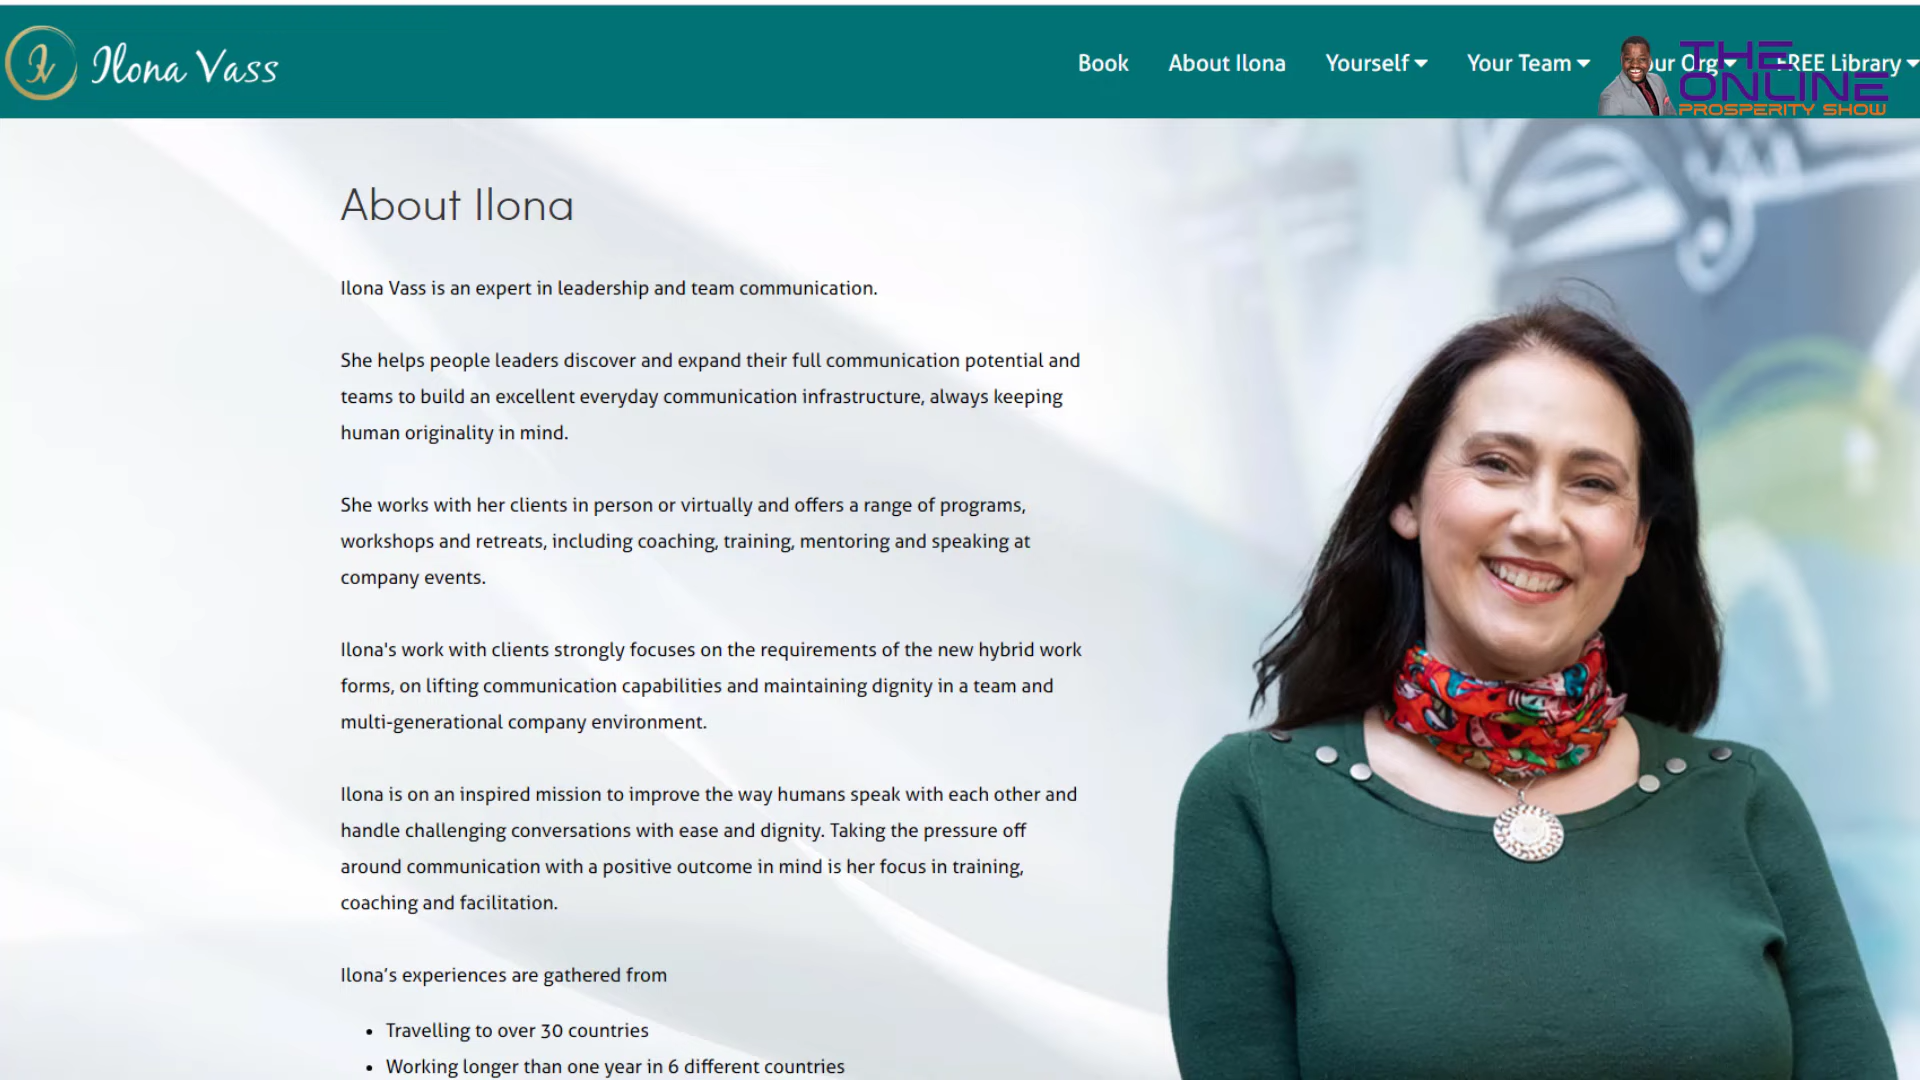 Ilona Vass
Book About Ilona Yourself Your Team our Org FREE Library
THE
ONLINE
PROSPERITY SHOW
About Ilona
Ilona Vass is an expert in leadership and team communication.
She helps people leaders discover and expand their full communication potential and
teams to build an excellent everyday communication infrastructure, always keeping
human originality in mind.
She works with her clients in person or virtually and offers a range of programs,
workshops and retreats, including coaching, training, mentoring and speaking at
company events.
Ilona's work with clients strongly focuses on the requirements of the new hybrid work
forms, on lifting communication capabilities and maintaining dignity in a team and
multi-generational company environment.
Ilona is on an inspired mission to improve the way humans speak with each other and
handle challenging conversations with ease and dignity. Taking the pressure off
around communication with a positive outcome in mind is her focus in training,
coaching and facilitation.
Ilona’s experiences are gathered from
• Travelling to over 30 countries
• Working longer than one year in 6 different countries